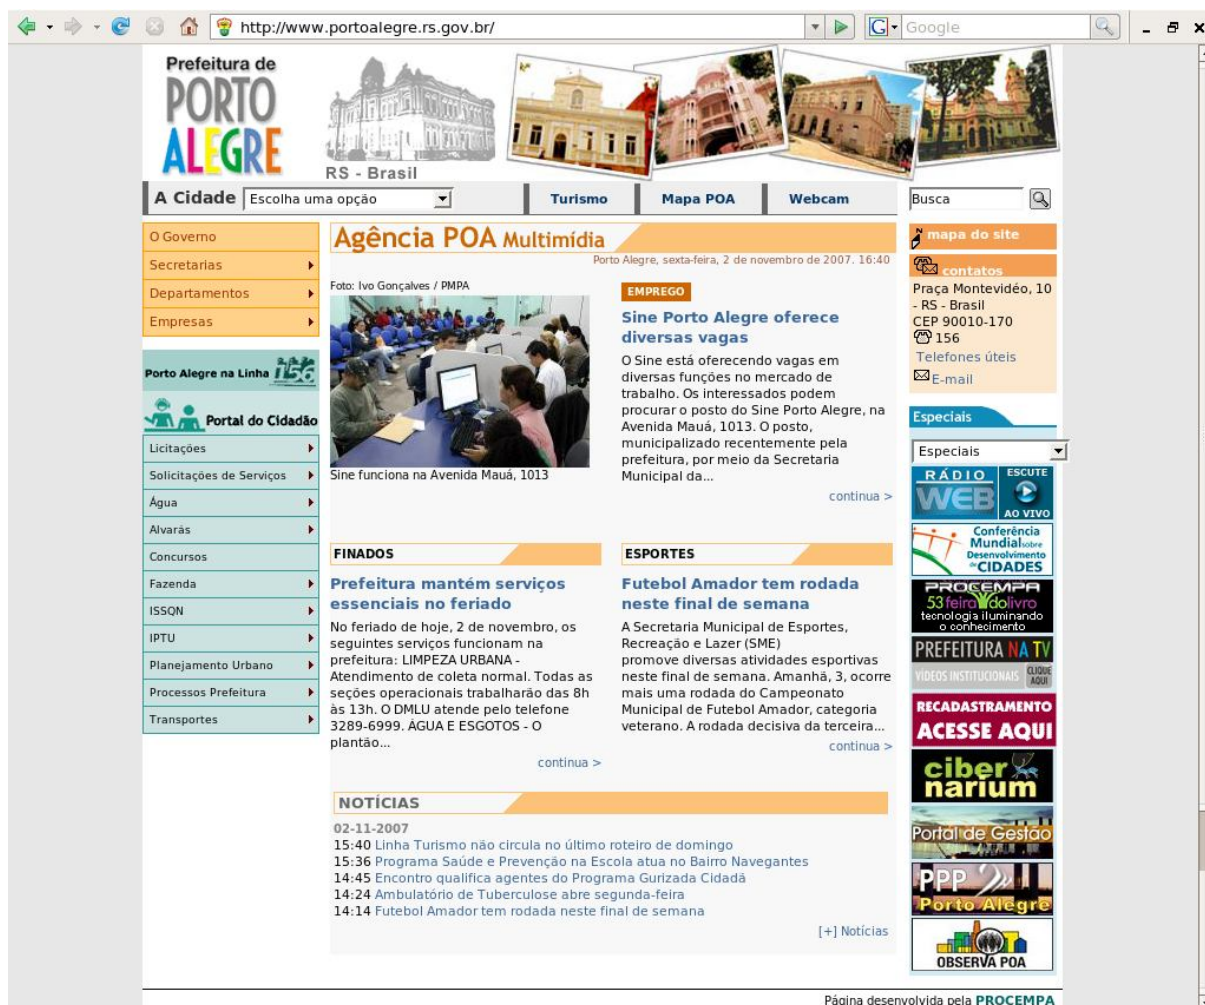 http://www.portoalegre.rs.gov.br/
G
Google
Prefeitura de
PORTO
ALEGRE
RS - Brasil
A Cidade
Escolha uma opção
Turismo
Mapa POA
Webcam
Busca
O Governo
Secretarias
Departamentos
Empresas
Porto Alegre na Linha 156
Portal do Cidadão
Licitações
Solicitações de Serviços
Água
Alvarás
Concursos
Fazenda
ISSQN
IPTU
Planejamento Urbano
Processos Prefeitura
Transportes
Agência POA Multimídia
Porto Alegre, sexta-feira, 2 de novembro de 2007. 16:40
Foto: Ivo Gonçalves / PMPA
Sine funciona na Avenida Mauá, 1013
EMPREGO
Sine Porto Alegre oferece
diversas vagas
O Sine está oferecendo vagas em
diversas funções no mercado de
trabalho. Os interessados podem
procurar o posto do Sine Porto Alegre, na
Avenida Mauá, 1013. O posto,
municipalizado recentemente pela
prefeitura, por meio da Secretaria
Municipal da...
continua >
FINADOS
Prefeitura mantém serviços
essenciais no feriado
No feriado de hoje, 2 de novembro, os
seguintes serviços funcionam na
prefeitura: LIMPEZA URBANA -
Atendimento de coleta normal. Todas as
seções operacionais trabalharão das 8h
às 13h. O DMLU atende pelo telefone
3289-6999. ÁGUA E ESGOTOS - O
plantão...
continua >
ESPORTES
Futebol Amador tem rodada
neste final de semana
A Secretaria Municipal de Esportes,
Recreação e Lazer (SME)
promove diversas atividades esportivas
neste final de semana. Amanhã, 3, ocorre
mais uma rodada do Campeonato
Municipal de Futebol Amador, categoria
veterano. A rodada decisiva da terceira...
continua >
NOTÍCIAS
02-11-2007
15:40 Linha Turismo não circula no último roteiro de domingo
15:36 Programa Saúde e Prevenção na Escola atua no Bairro Navegantes
14:45 Encontro qualifica agentes do Programa Gurizada Cidadã
14:24 Ambulatório de Tuberculose abre segunda-feira
14:14 Futebol Amador tem rodada neste final de semana
[+] Notícias
mapa do site
contatos
Praça Montevidéo, 10
- RS - Brasil
CEP 90010-170
156
Telefones úteis
E-mail
Especiais
Especiais
RÁDIO
WEB
ESCUTE
AO VIVO
Conferência
Mundial sobre
Desenvolvimento
de CIDADES
PROCEMPA
53 feira do livro
tecnologia iluminando
o conhecimento
PREFEITURA NA TV
VÍDEOS INSTITUCIONAIS
CLIQUE
AQUI
RECADASTRAMENTO
ACESSE AQUI
ciber
narium
Portal de Gestão
PPP
Porto Alegre
OBSERVA POA
Página desenvolvida pela PROCEMPA